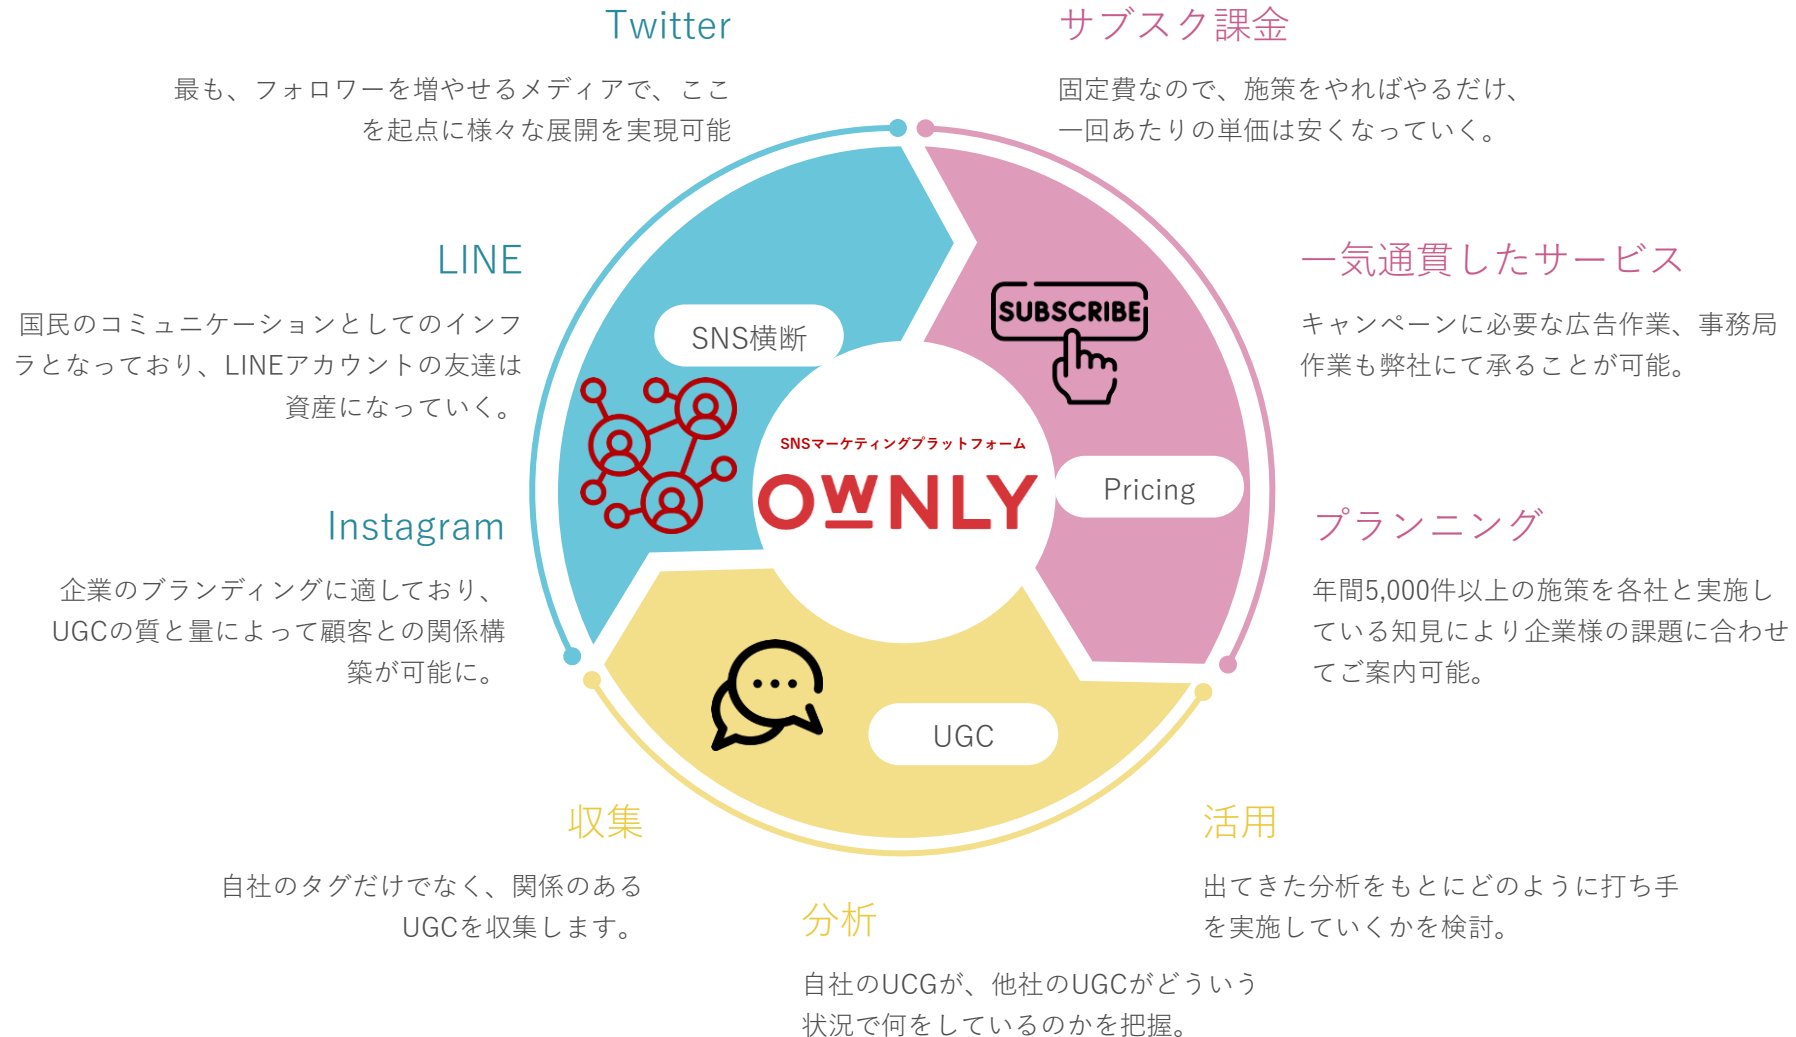 Twitter
最も、フォロワーを増やせるメディアで、ここ
を起点に様々な展開を実現可能
LINE
国民のコミュニケーションとしてのインフ
ラとなっており、LINEアカウントの友達は
資産になっていく。
Instagram
企業のブランディングに適しており、
UGCの質と量によって顧客との関係構
築が可能に。
サブスク課金
固定費なので、施策をやればやるだけ、
一回あたりの単価は安くなっていく。
一気通貫したサービス
キャンペーンに必要な広告作業、事務局
作業も弊社にて承ることが可能。
プランニング
年間5,000件以上の施策を各社と実施し
ている知見により企業様の課題に合わせ
てご案内可能。
SNS横断
SUBSCRIBE
Pricing
SNSマーケティングプラットフォーム
OWNLY
UGC
収集
自社のタグだけでなく、関係のある
UGCを収集します。
分析
自社のUCGが、他社のUGCがどういう
状況で何をしているのかを把握。
活用
出てきた分析をもとにどのように打ち手
を実施していくかを検討。